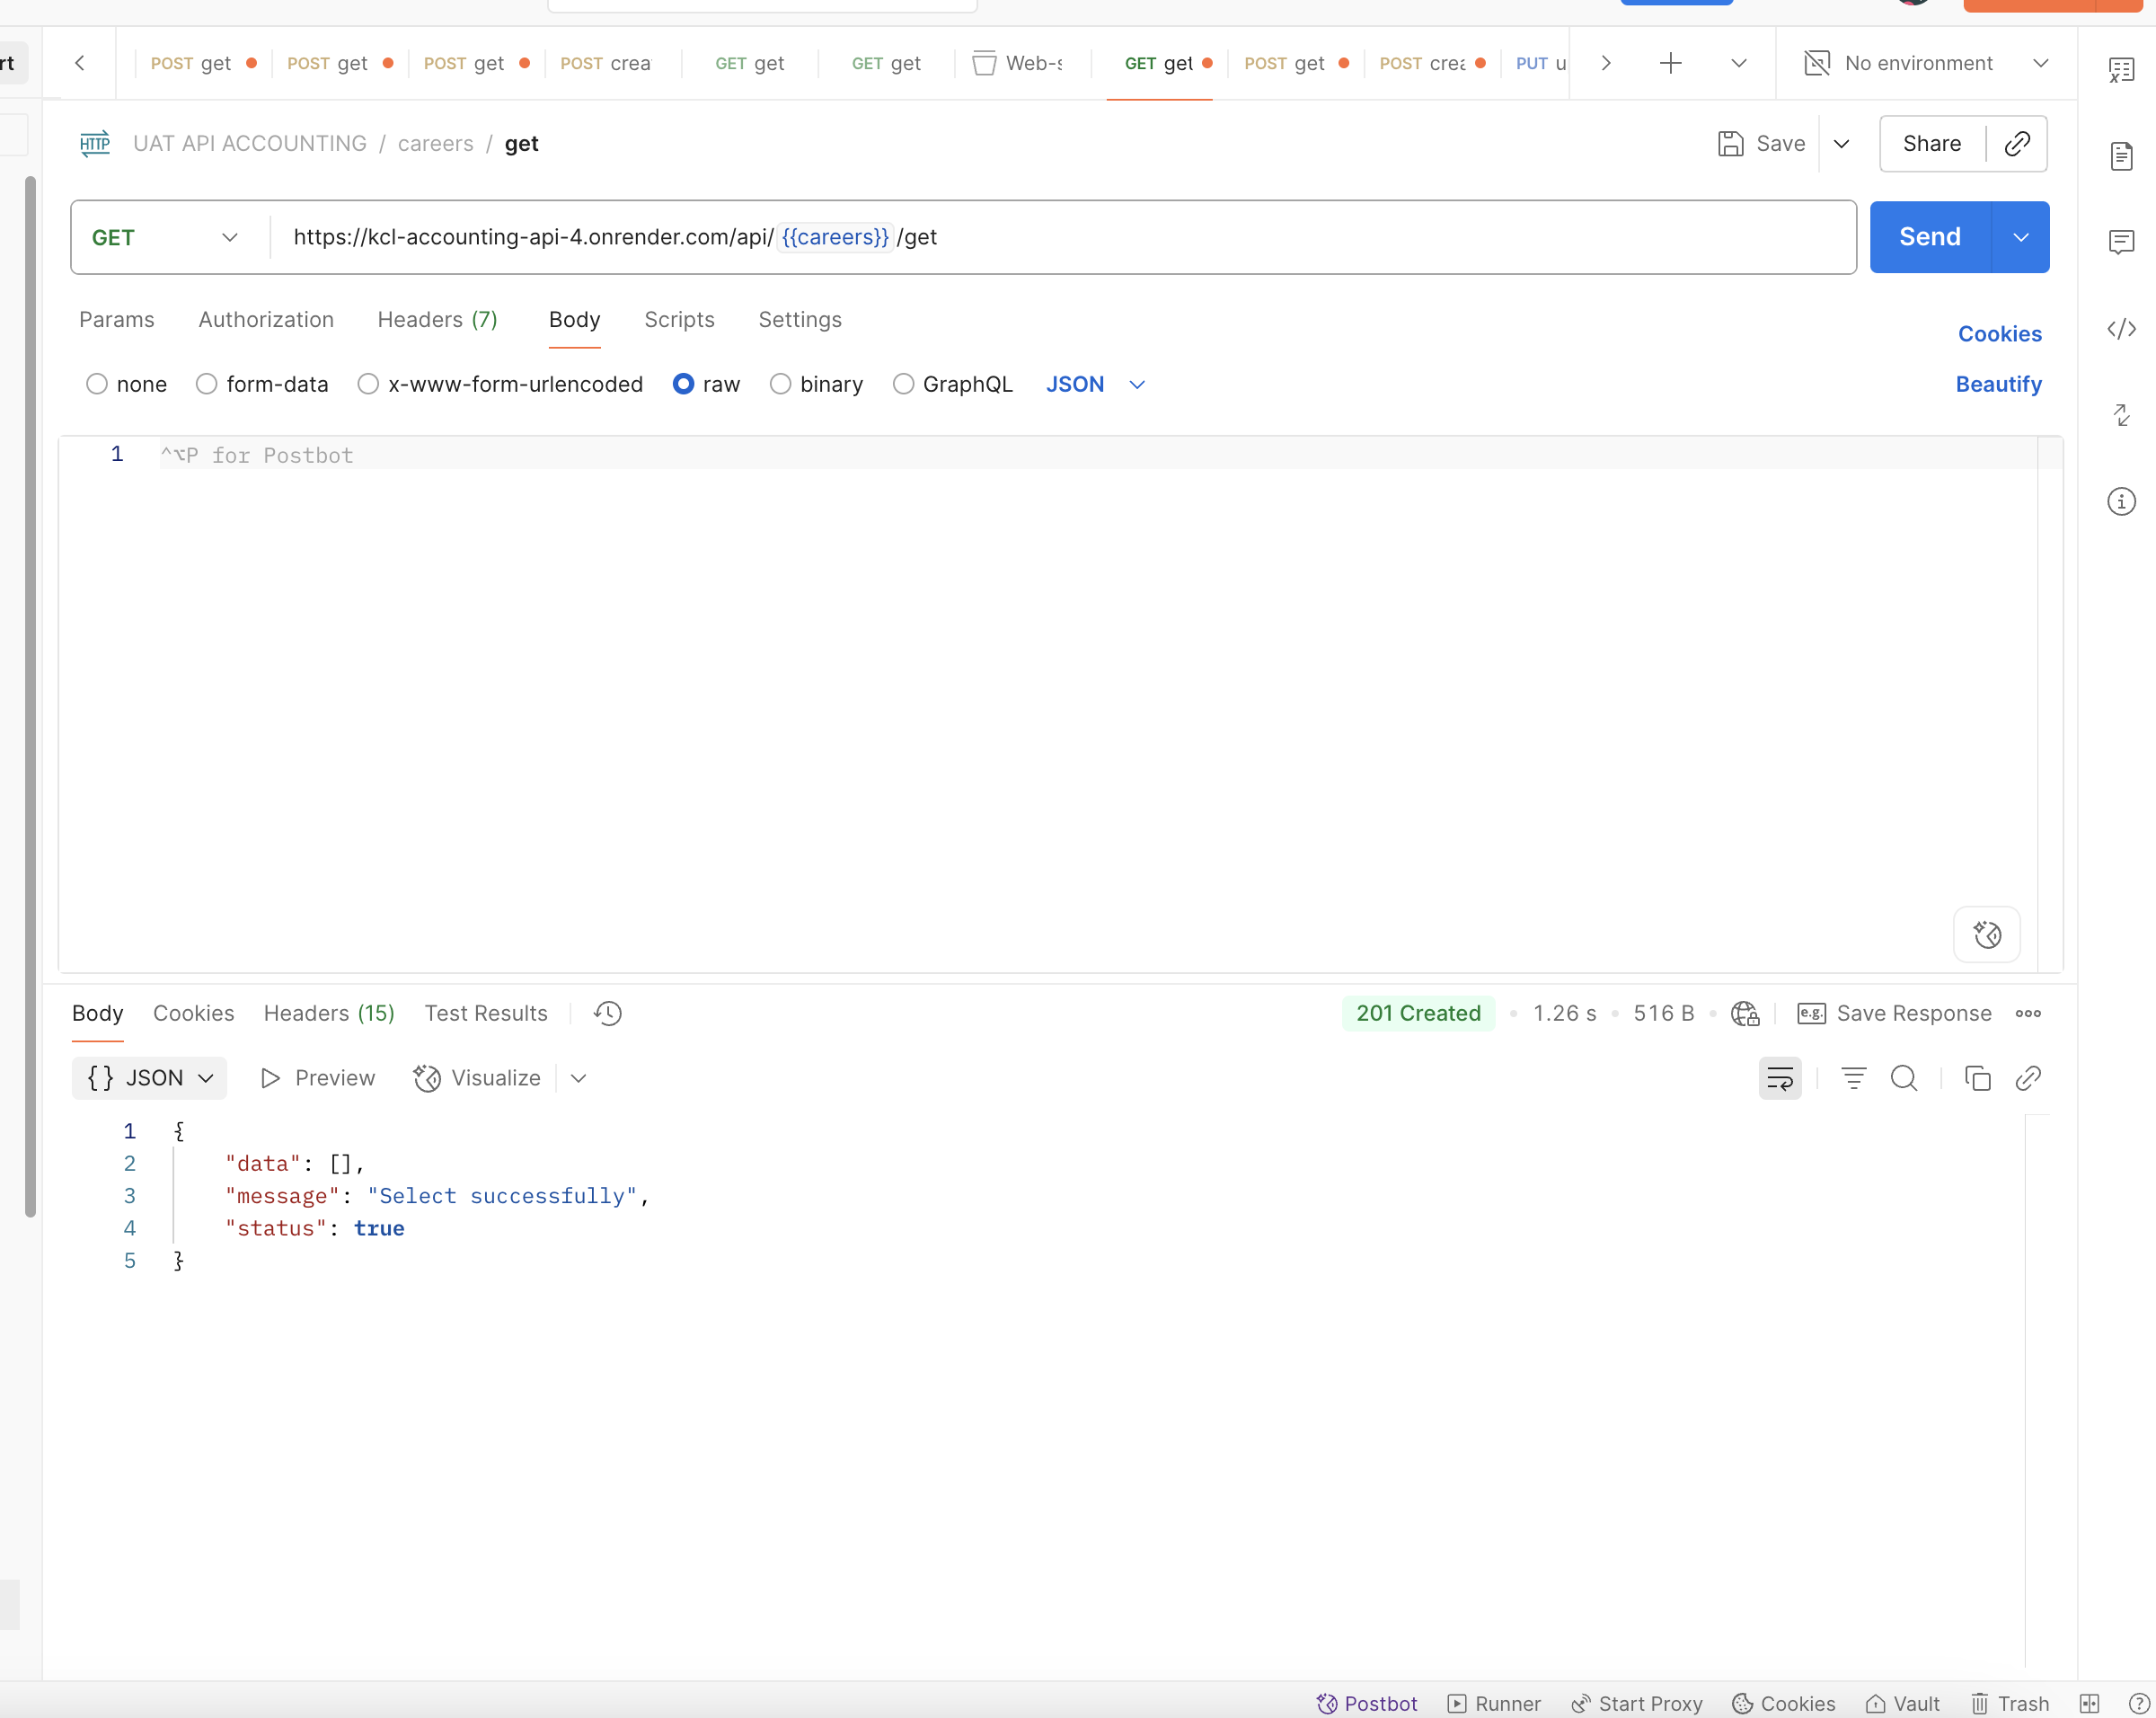 rt
POST get POST get POST get POST crea GET get GET get Web-s GET get POST get POST crea PUT u No environment
HTTP UAT API ACCOUNTING / careers / get Save Share
GET https://kcl-accounting-api-4.onrender.com/api/{{careers}}/get Send
Params Authorization Headers (7) Body Scripts Settings Cookies
none form-data x-www-form-urlencoded raw binary GraphQL JSON Beautify
1 ^⌥P for Postbot
Body Cookies Headers (15) Test Results 201 Created • 1.26 s • 516 B • e.g. Save Response
{} JSON Preview Visualize
1 {
2 "data": [],
3 "message": "Select successfully",
4 "status": true
5 }
Postbot Runner Start Proxy Cookies Vault Trash